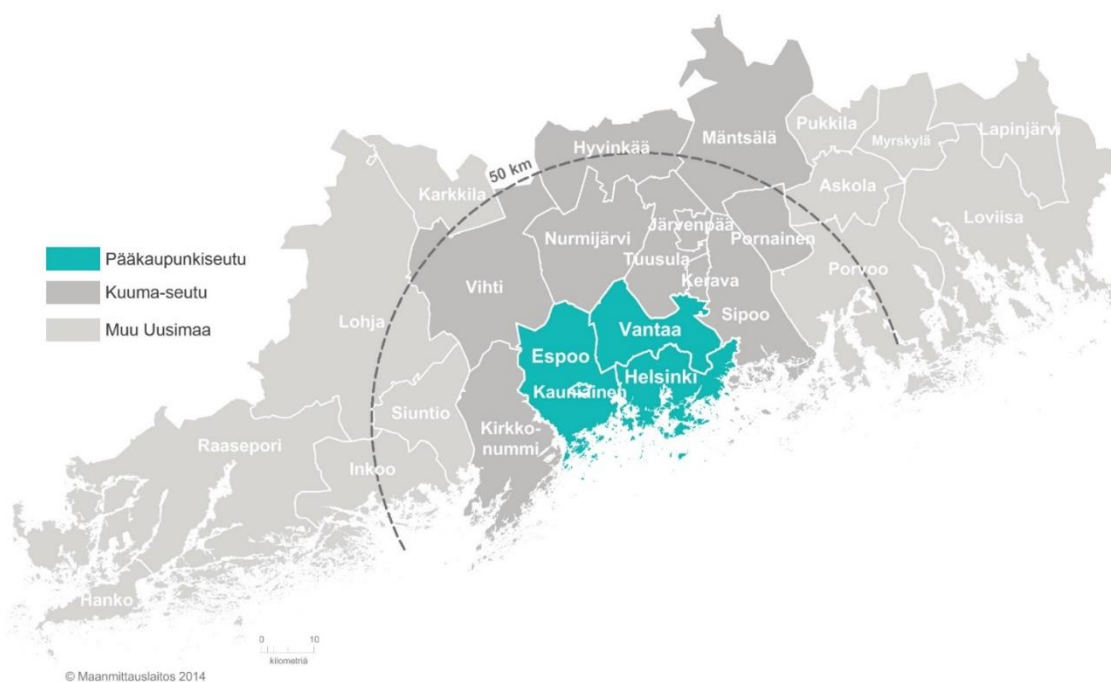 Pääkaupunkiseutu
Kuuma-seutu
Muu Uusimaa
50 km
Hyvinkää
Mäntsälä
Pukkila
Myrskylä
Lapinjärvi
Karkkila
Askola
Loviisa
Nurmijärvi
Järvenpää
Pornainen
Tuusula
Kerava
Porvoo
Vihti
Sipoo
Lohja
Vantaa
Espoo
Helsinki
Kauniainen
Siuntio
Kirkko-
nummi
Raasepori
Inkoo
Hanko
0 10
kilometriä
© Maanmittauslaitos 2014